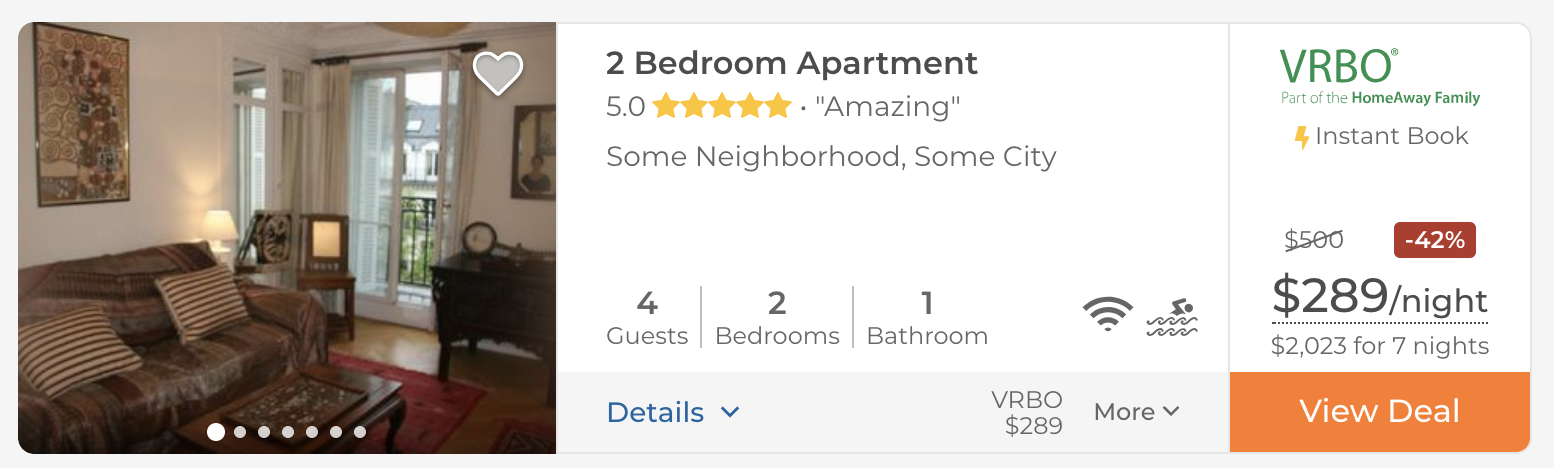 2 Bedroom Apartment
5.0 • "Amazing"
Some Neighborhood, Some City
4
Guests
2
Bedrooms
1
Bathroom
Details
VRBO
$289
More
VRBO®
Part of the HomeAway Family
Instant Book
$500
-42%
$289/night
$2,023 for 7 nights
View Deal